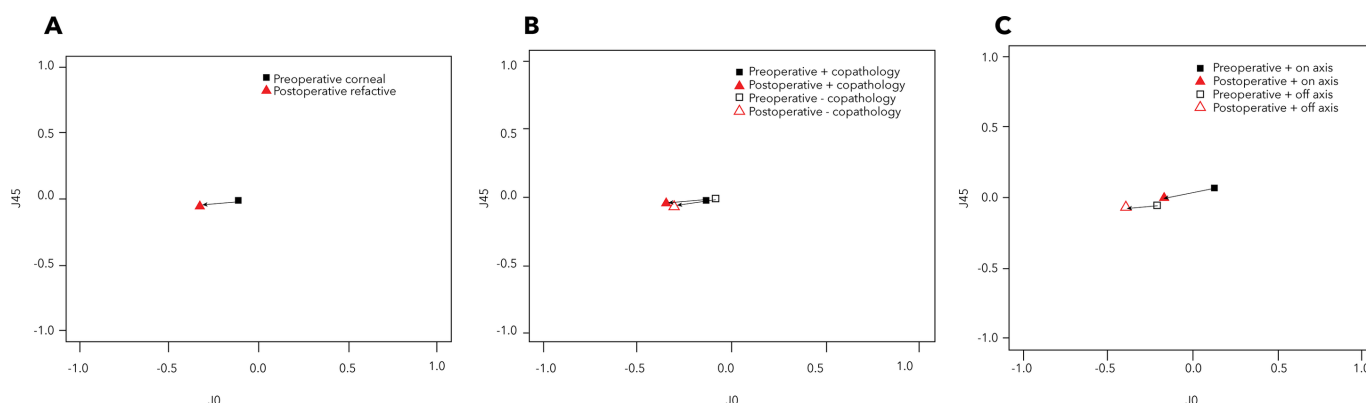 A
1.0
0.5
0.0
-0.5
-1.0
J45
-1.0
-0.5
0.0
0.5
1.0
J0
Preoperative corneal
Postoperative refactive
B
1.0
0.5
0.0
-0.5
-1.0
J45
-1.0
-0.5
0.0
0.5
1.0
J0
Preoperative + copathology
Postoperative + copathology
Preoperative - copathology
Postoperative - copathology
C
1.0
0.5
0.0
-0.5
-1.0
J45
-1.0
-0.5
0.0
0.5
1.0
J0
Preoperative + on axis
Postoperative + on axis
Preoperative + off axis
Postoperative + off axis